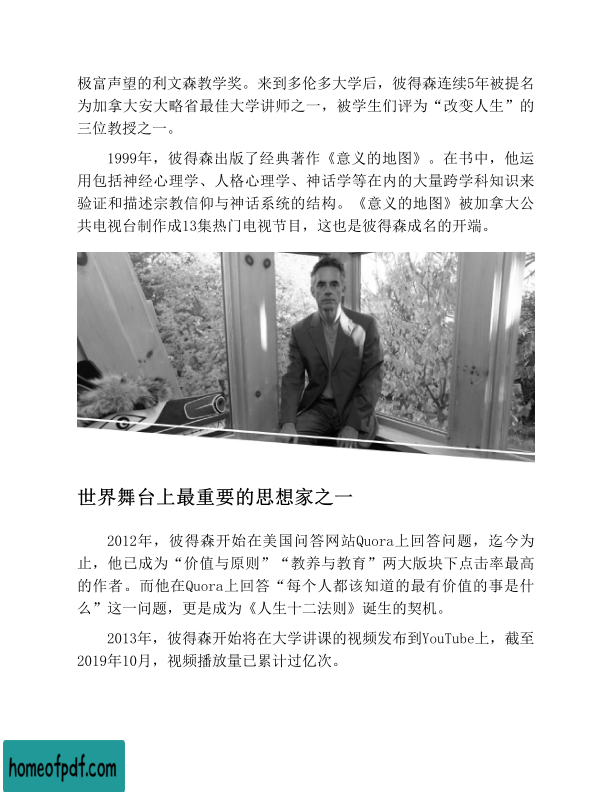 极富声望的利文森教学奖。来到多伦多大学后，彼得森连续5年被提名
为加拿大安大略省最佳大学讲师之一，被学生们评为“改变人生”的
三位教授之一。
1999年，彼得森出版了经典著作《意义的地图》。在书中，他运
用包括神经心理学、人格心理学、神话学等在内的大量跨学科知识来
验证和描述宗教信仰与神话系统的结构。《意义的地图》被加拿大公
共电视台制作成13集热门电视节目，这也是彼得森成名的开端。
世界舞台上最重要的思想家之一
2012年，彼得森开始在美国问答网站Quora上回答问题，迄今为
止，他已成为“价值与原则”“教养与教育”两大版块下点击率最高
的作者。而他在Quora上回答“每个人都该知道的最有价值的事是什
么”这一问题，更是成为《人生十二法则》诞生的契机。
2013年，彼得森开始将在大学讲课的视频发布到YouTube上，截至
2019年10月，视频播放量已累计过亿次。
homeofpdf.com